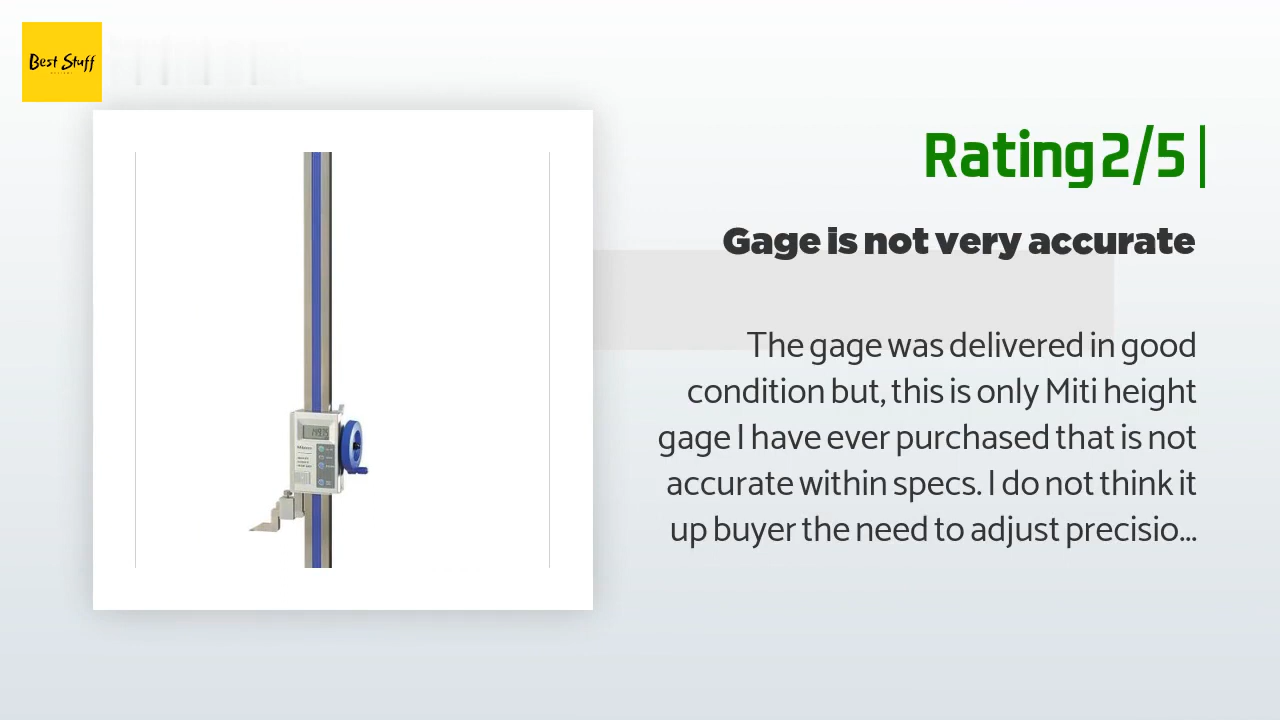 Best Stuff
Rating 2/5 |
Gage is not very accurate
The gage was delivered in good
condition but, this is only Miti height
gage I have ever purchased that is not
accurate within specs. I do not think it
up buyer the need to adjust precisio...